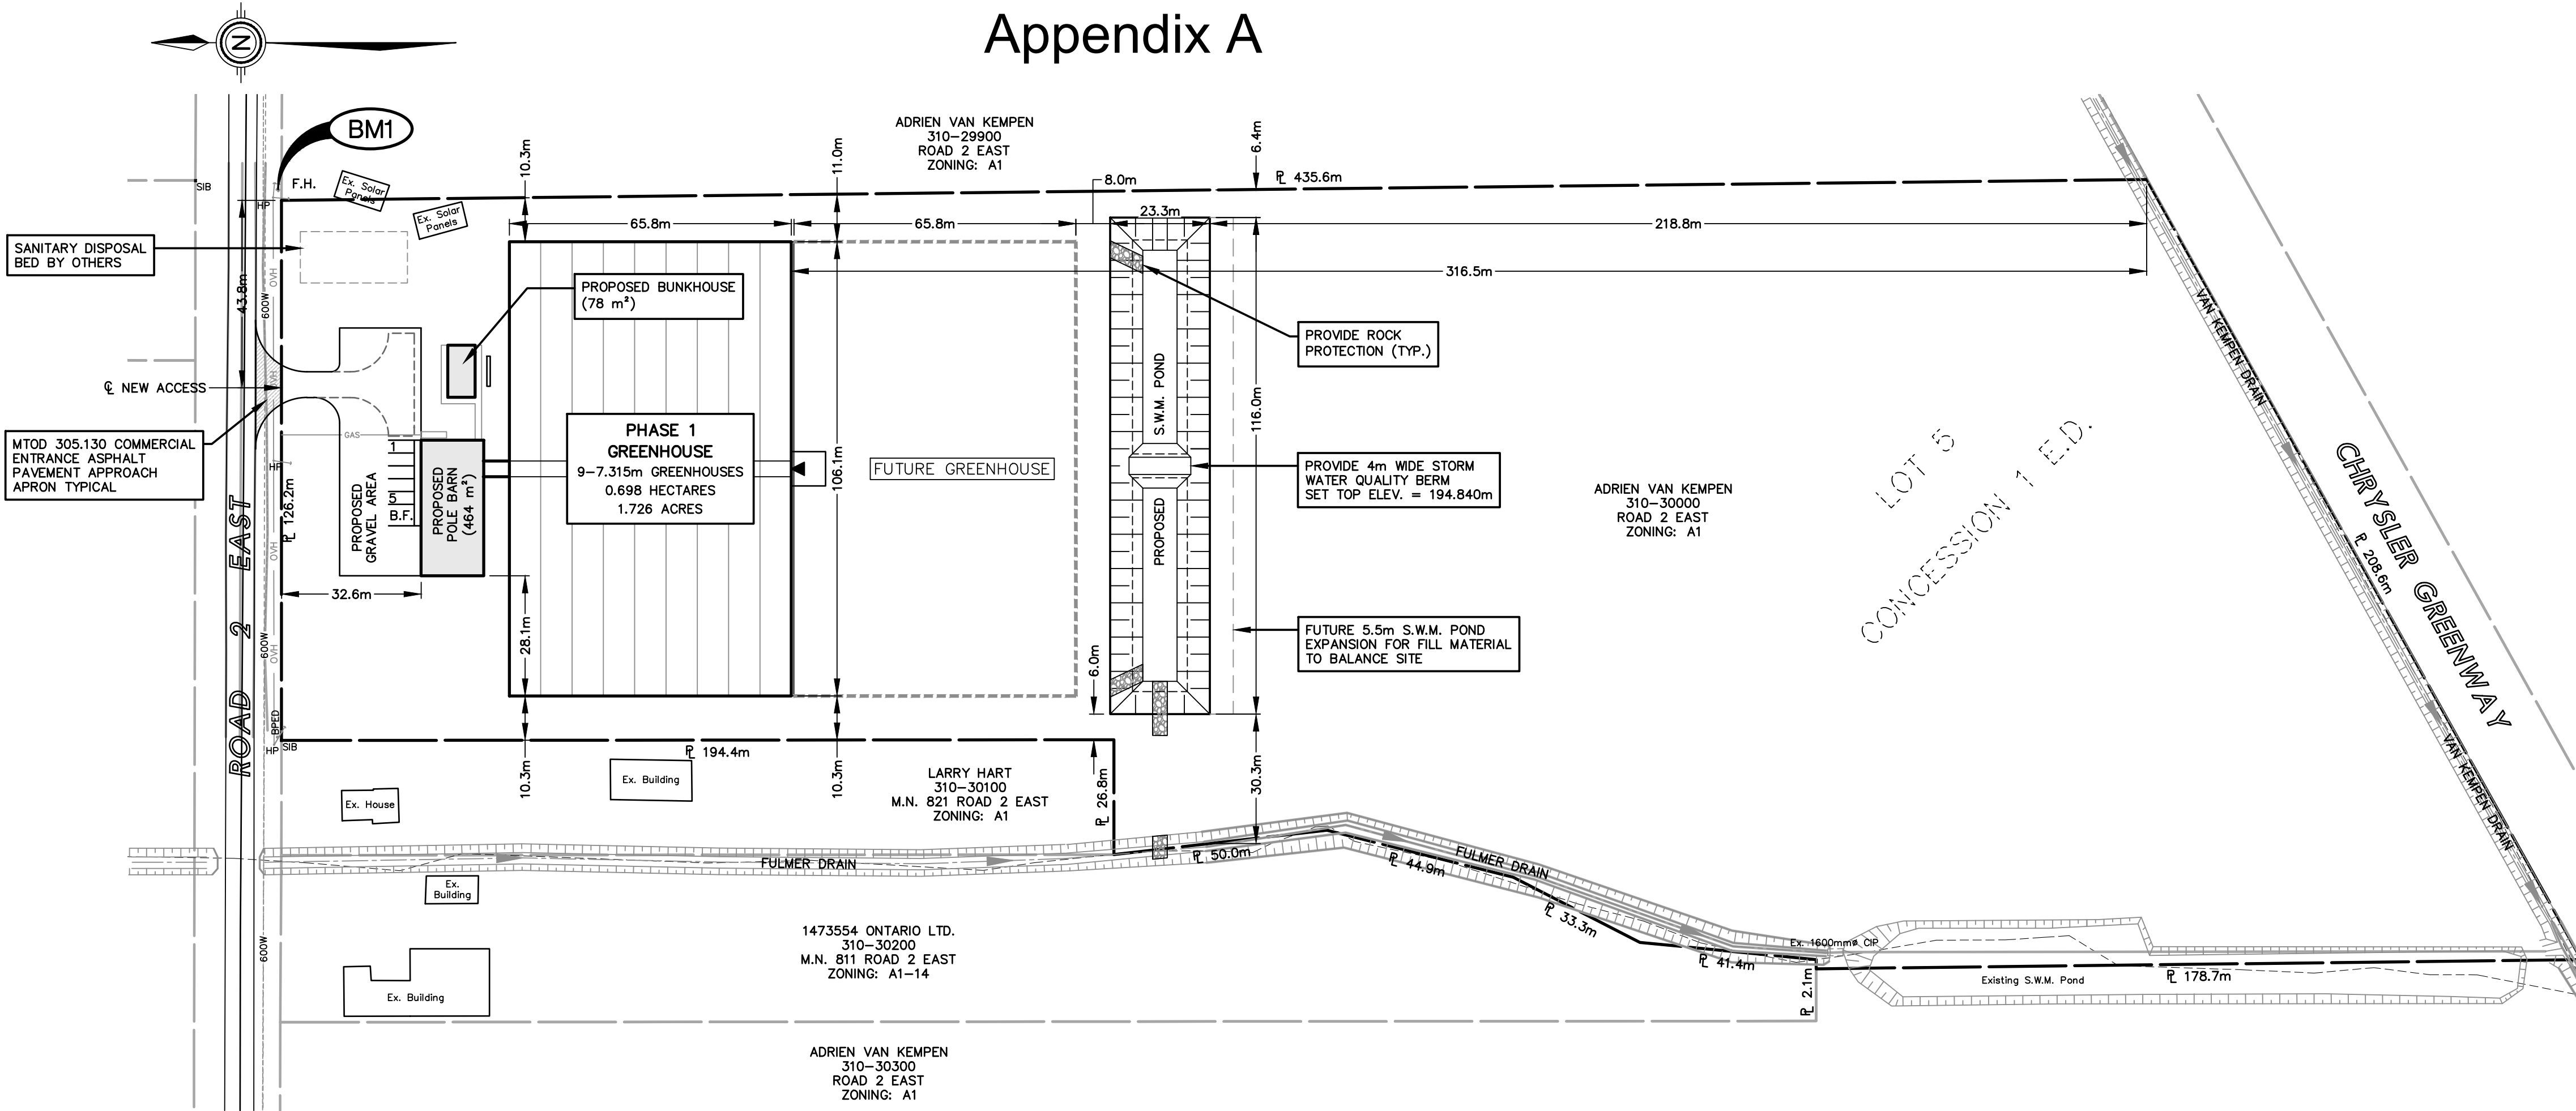 Appendix A
N
BM1
ADRIEN VAN KEMPEN
310-29900
ROAD 2 EAST
ZONING: A1
10.3m
11.0m
6.4m
SIB
F.H.
HP
Ex. Solar
Panels
Ex. Solar
Panels
8.0m
℄ 435.6m
65.8m
65.8m
23.3m
218.8m
316.5m
SANITARY DISPOSAL
BED BY OTHERS
43.8m
OVH
600W
PROPOSED BUNKHOUSE
(78 m²)
PROVIDE ROCK
PROTECTION (TYP.)
VAN KEMPEN DRAIN
℄ NEW ACCESS
OVH
S.W.M. POND
116.0m
MTOD 305.130 COMMERCIAL
ENTRANCE ASPHALT
PAVEMENT APPROACH
APRON TYPICAL
GAS
HP
1
5
B.F.
PROPOSED
GRAVEL AREA
PROPOSED
POLE BARN
(464 m²)
PHASE 1
GREENHOUSE
9-7.315m GREENHOUSES
0.698 HECTARES
1.726 ACRES
106.1m
FUTURE GREENHOUSE
PROPOSED
PROVIDE 4m WIDE STORM
WATER QUALITY BERM
SET TOP ELEV. = 194.840m
ADRIEN VAN KEMPEN
310-30000
ROAD 2 EAST
ZONING: A1
LOT 5
CONCESSION 1 E.D.
CHRYSLER GREENWAY
℄ 208.6m
℄ 126.2m
OVH
32.6m
28.1m
6.0m
FUTURE 5.5m S.W.M. POND
EXPANSION FOR FILL MATERIAL
TO BALANCE SITE
ROAD 2 EAST
600W
OVH
BPED
HP
SIB
℄ 194.4m
10.3m
10.3m
Ex. Building
Ex. House
LARRY HART
310-30100
M.N. 821 ROAD 2 EAST
ZONING: A1
℄ 26.8m
30.3m
VAN KEMPEN DRAIN
FULMER DRAIN
℄ 50.0m
FULMER DRAIN
℄ 44.9m
℄ 33.3m
Ex.
Building
600W
1473554 ONTARIO LTD.
310-30200
M.N. 811 ROAD 2 EAST
ZONING: A1-14
Ex. 1600mmø CIP
℄ 41.4m
℄ 2.1m
Existing S.W.M. Pond
℄ 178.7m
Ex. Building
ADRIEN VAN KEMPEN
310-30300
ROAD 2 EAST
ZONING: A1